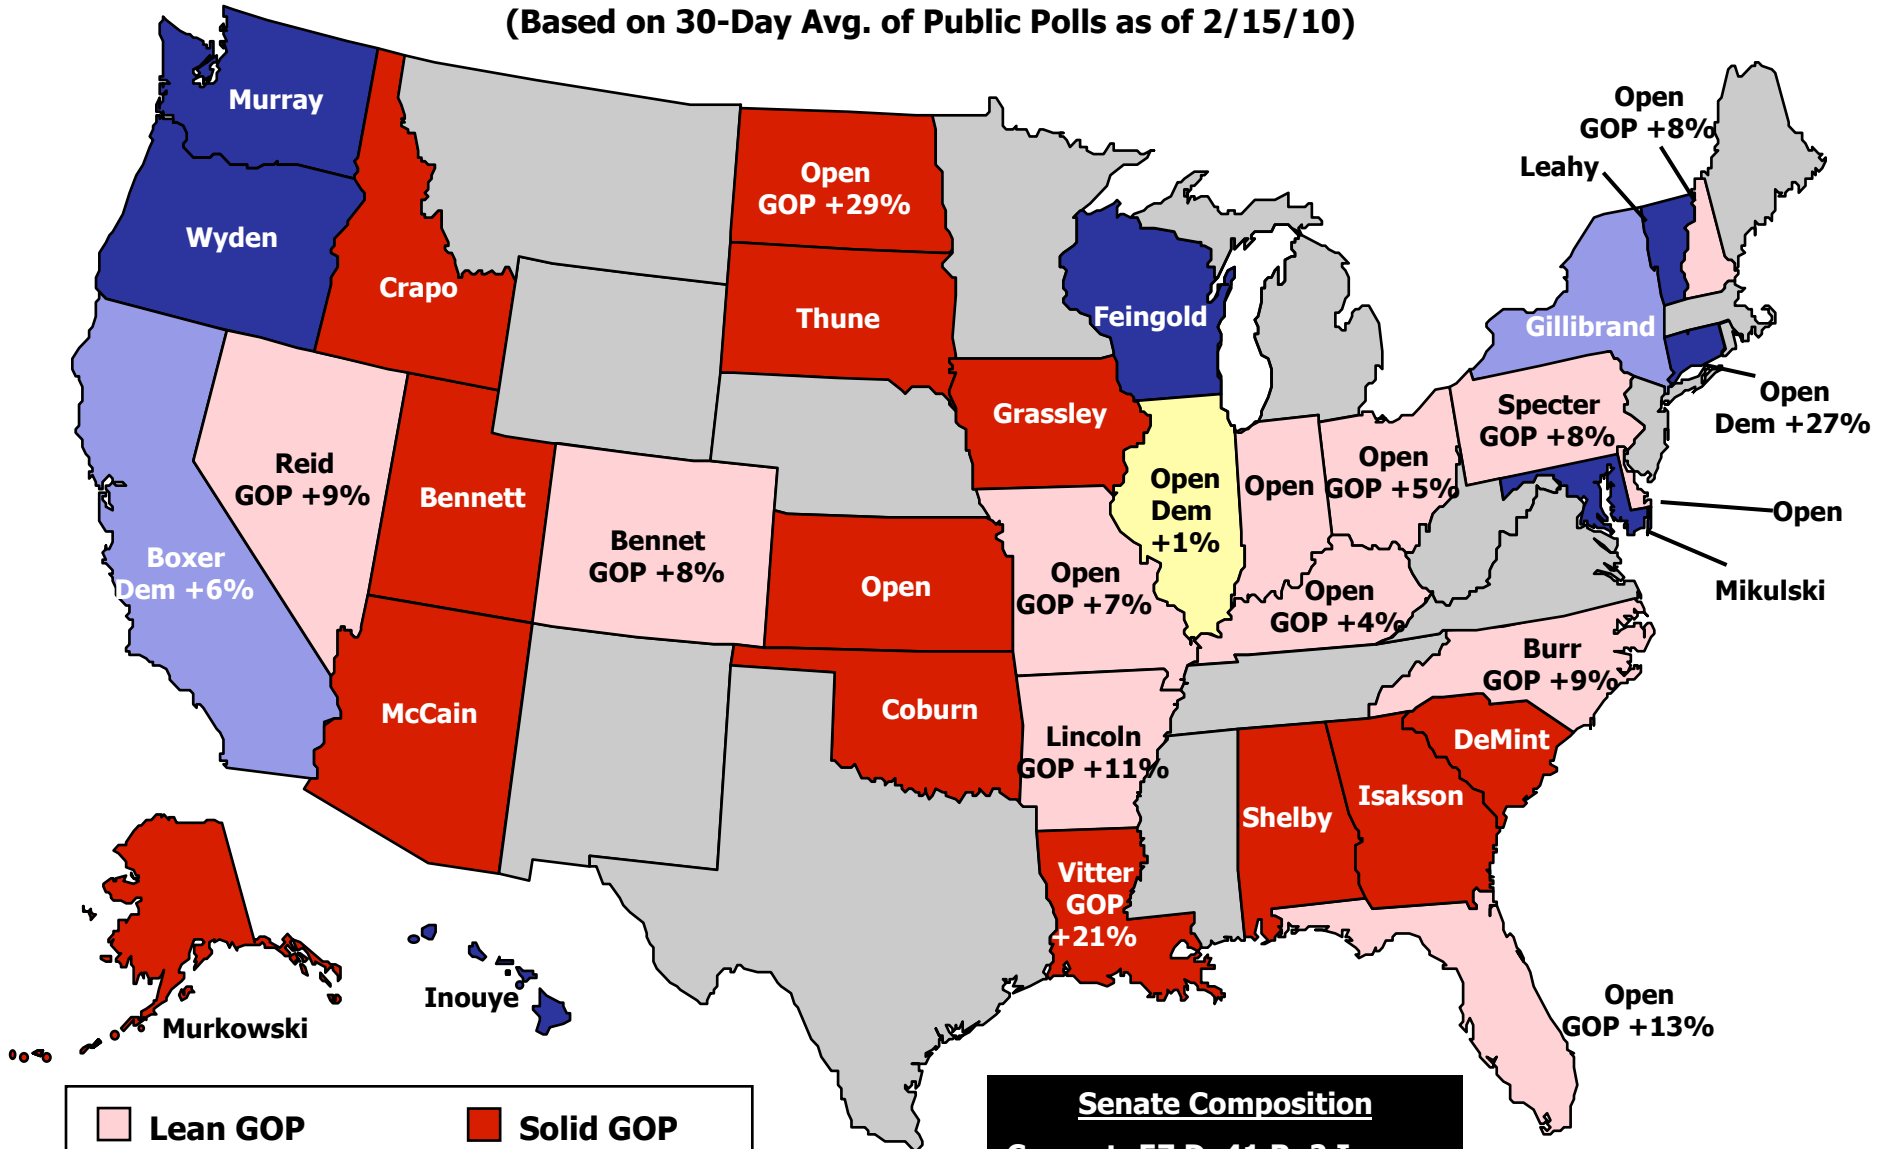 (Based on 30-Day Avg. of Public Polls as of 2/15/10)
Murray
Open
GOP +8%
Leahy
Open
GOP +29%
Wyden
Crapo
Thune
Feingold
Gillibrand
Open
Dem +27%
Grassley
Specter
GOP +8%
Reid
GOP +9%
Bennett
Open
Dem
+1%
Open
Open
GOP +5%
Open
Mikulski
Boxer
Dem +6%
Bennet
GOP +8%
Open
Open
GOP +7%
Open
GOP +4%
Burr
GOP +9%
McCain
Coburn
Lincoln
GOP +11%
DeMint
Shelby
Isakson
Vitter
GOP
+21%
Inouye
Murkowski
Open
GOP +13%
Lean GOP
Solid GOP
Senate Composition